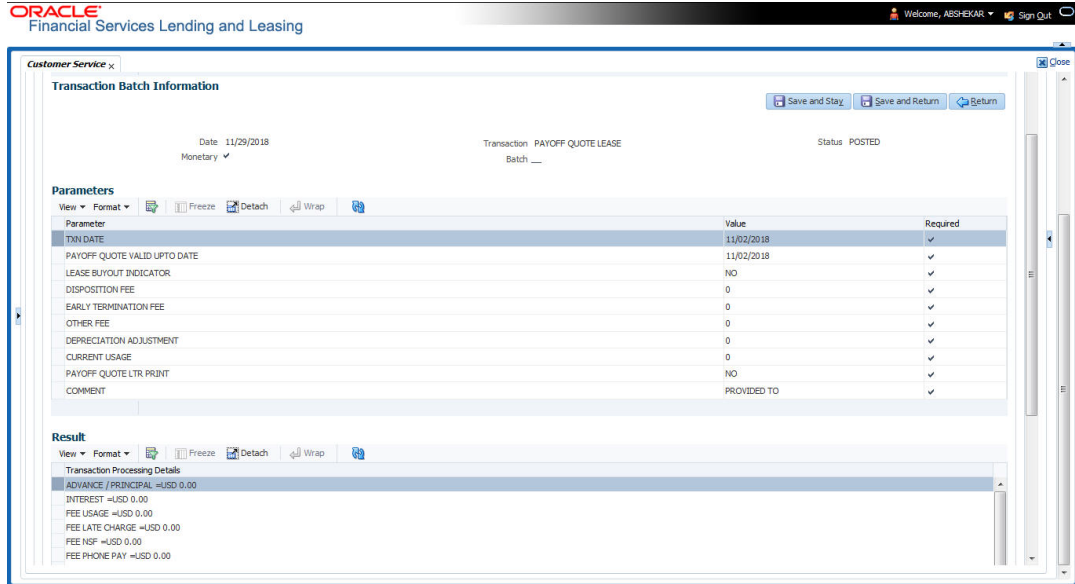 ORACLE
Financial Services Lending and Leasing
Welcome, ABSHEKAR
Sign Out
Customer Service x
Close
Transaction Batch Information
Save and Stay Save and Return Return
Date 11/29/2018 Transaction PAYOFF QUOTE LEASE Status POSTED
Monetary ✔ Batch __
Parameters
View Format Freeze Detach Wrap
Parameter Value Required
TXN DATE 11/02/2018 ✔
PAYOFF QUOTE VALID UPTO DATE 11/02/2018 ✔
LEASE BUYOUT INDICATOR NO ✔
DISPOSITION FEE 0 ✔
EARLY TERMINATION FEE 0 ✔
OTHER FEE 0 ✔
DEPRECIATION ADJUSTMENT 0 ✔
CURRENT USAGE 0 ✔
PAYOFF QUOTE LTR PRINT NO ✔
COMMENT PROVIDED TO ✔
Result
View Format Freeze Detach Wrap
Transaction Processing Details
ADVANCE / PRINCIPAL =USD 0.00
INTEREST =USD 0.00
FEE USAGE =USD 0.00
FEE LATE CHARGE =USD 0.00
FEE NSF =USD 0.00
FEE PHONE PAY =USD 0.00